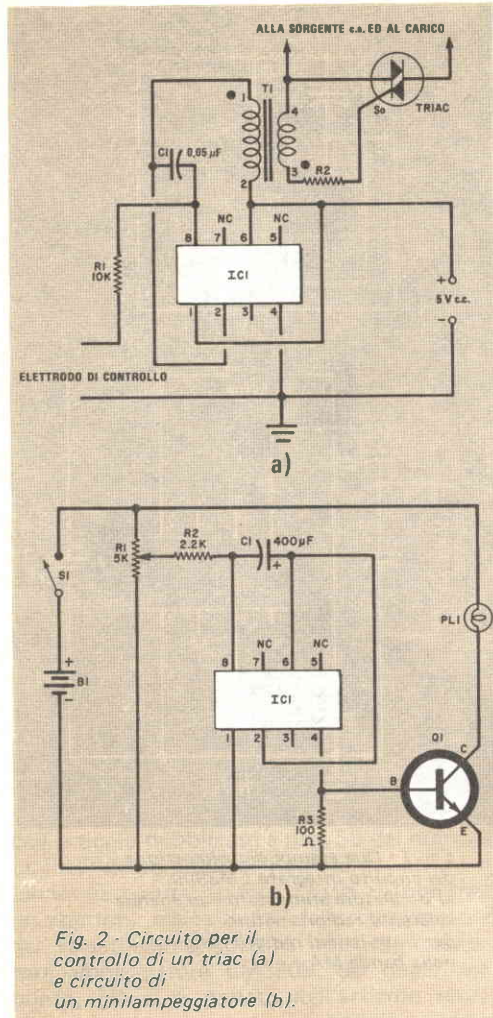 ALLA SORGENTE c.a. ED AL CARICO
T1
1
4
So
TRIAC
C1
0,05 µF
2
3
R2
NC
NC
8
7
6
5
R1
10K
IC1
1
2
3
4
+
5 V c.c.
-
ELETTRODO DI CONTROLLO
a)
S1
R1
5K
R2
2.2K
C1
400µF
+
PL1
NC
NC
8
7
6
5
B1
+
-
IC1
1
2
3
4
Q1
C
B
E
R3
100
Ω
b)
Fig. 2 - Circuito per il
controllo di un triac (a)
e circuito di
un minilampeggiatore (b).